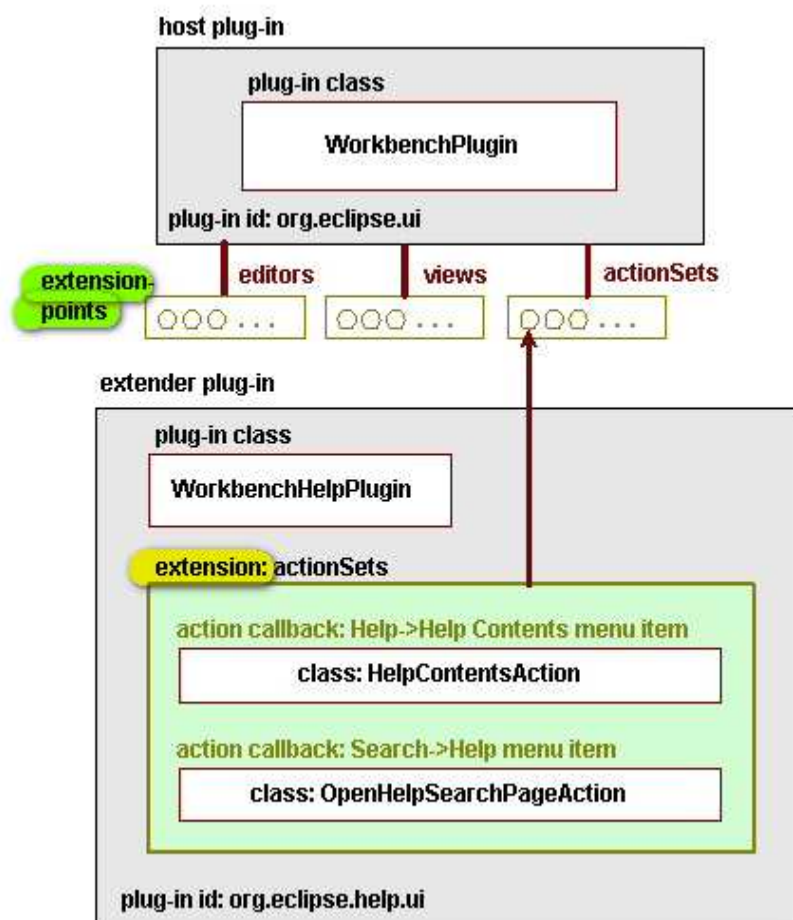 host plug-in
plug-in class
WorkbenchPlugin
plug-in id: org.eclipse.ui
extension-
points
editors
views
actionSets
extender plug-in
plug-in class
WorkbenchHelpPlugin
extension: actionSets
action callback: Help->Help Contents menu item
class: HelpContentsAction
action callback: Search->Help menu item
class: OpenHelpSearchPageAction
plug-in id: org.eclipse.help.ui